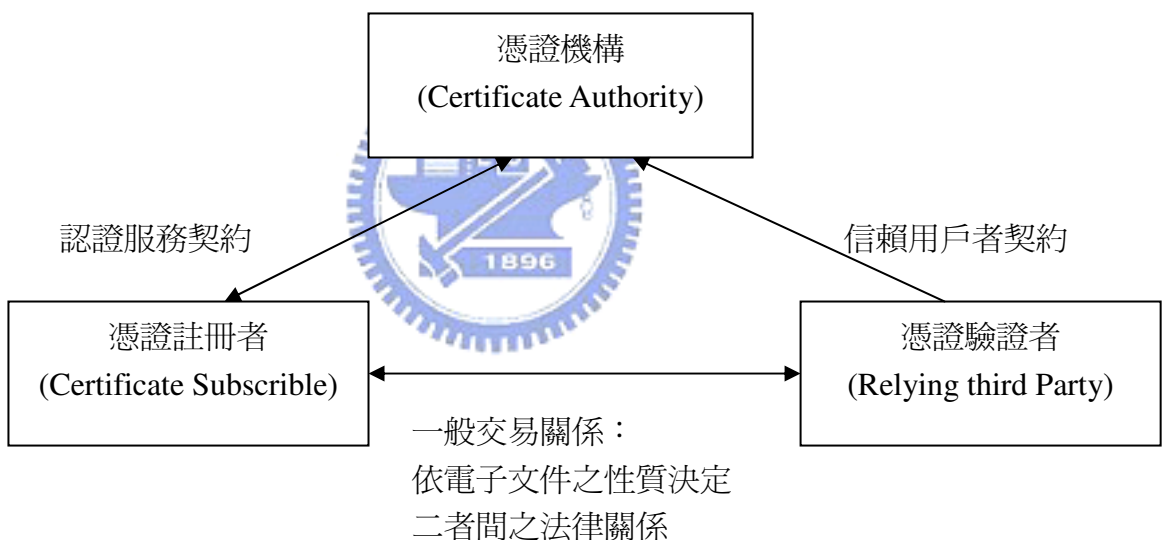 憑證機構
(Certificate Authority)
認證服務契約
信賴用戶者契約
1896
憑證註冊者
(Certificate Subscrible)
憑證驗證者
(Relying third Party)
一般交易關係：
依電子文件之性質決定
二者間之法律關係